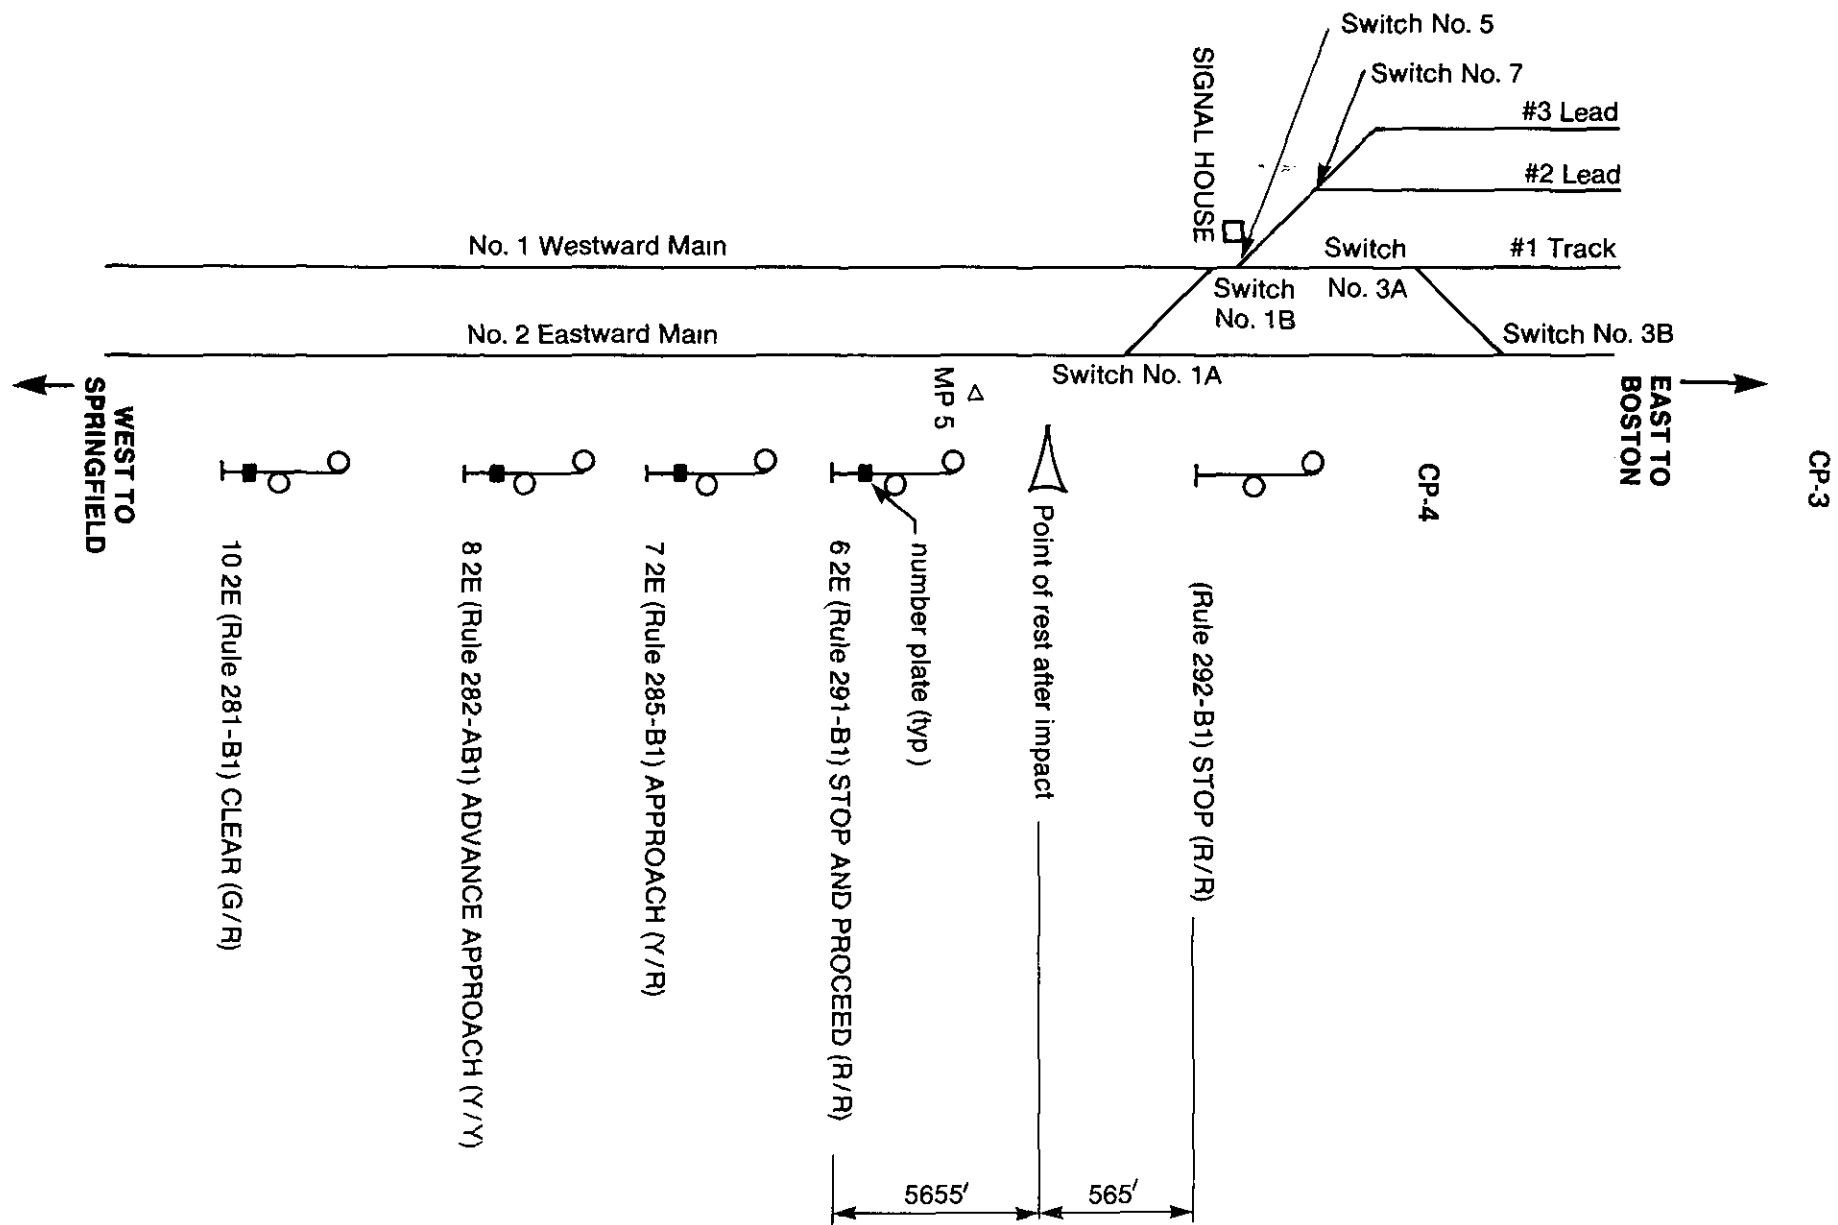 Switch No. 5
Switch No. 7
SIGNAL HOUSE
#3 Lead
#2 Lead
No. 1 Westward Main
Switch
No. 3A
#1 Track
Switch
No. 1B
No. 2 Eastward Main
Switch No. 3B
Switch No. 1A
MP 5
WEST TO
SPRINGFIELD
EAST TO
BOSTON
CP-3
CP-4
10 2E (Rule 281-B1) CLEAR (G/R)
8 2E (Rule 282-AB1) ADVANCE APPROACH (Y/Y)
7 2E (Rule 285-B1) APPROACH (Y/R)
6 2E (Rule 291-B1) STOP AND PROCEED (R/R)
number plate (typ )
Point of rest after impact
(Rule 292-B1) STOP (R/R)
5655'
565'